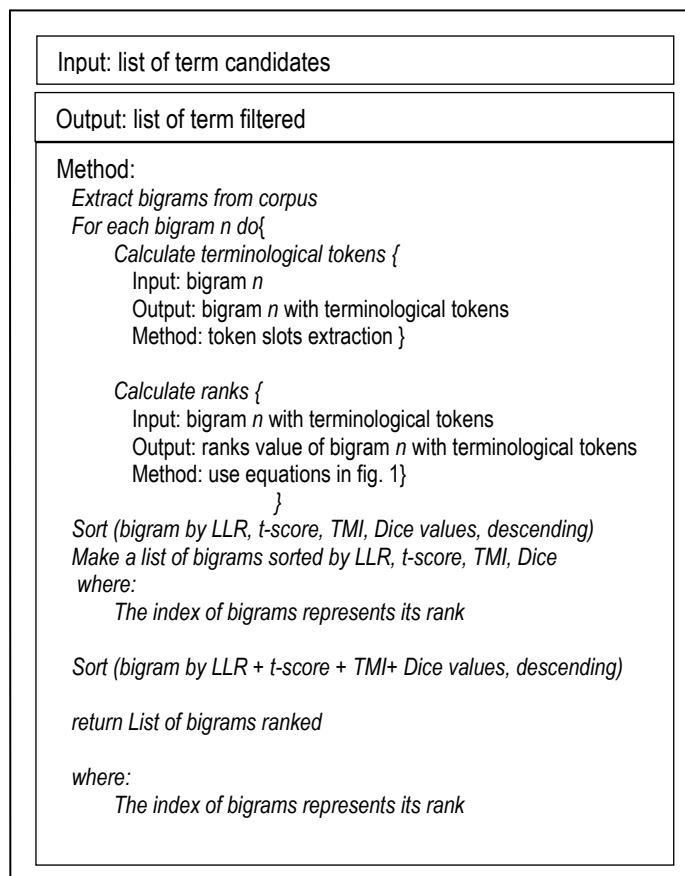 Input: list of term candidates
Output: list of term filtered
Method:
Extract bigrams from corpus
For each bigram n do{
Calculate terminological tokens {
Input: bigram n
Output: bigram n with terminological tokens
Method: token slots extraction }
Calculate ranks {
Input: bigram n with terminological tokens
Output: ranks value of bigram n with terminological tokens
Method: use equations in fig. 1}
}
Sort (bigram by LLR, t-score, TMI, Dice values, descending)
Make a list of bigrams sorted by LLR, t-score, TMI, Dice
where:
The index of bigrams represents its rank
Sort (bigram by LLR + t-score + TMI+ Dice values, descending)
return List of bigrams ranked
where:
The index of bigrams represents its rank